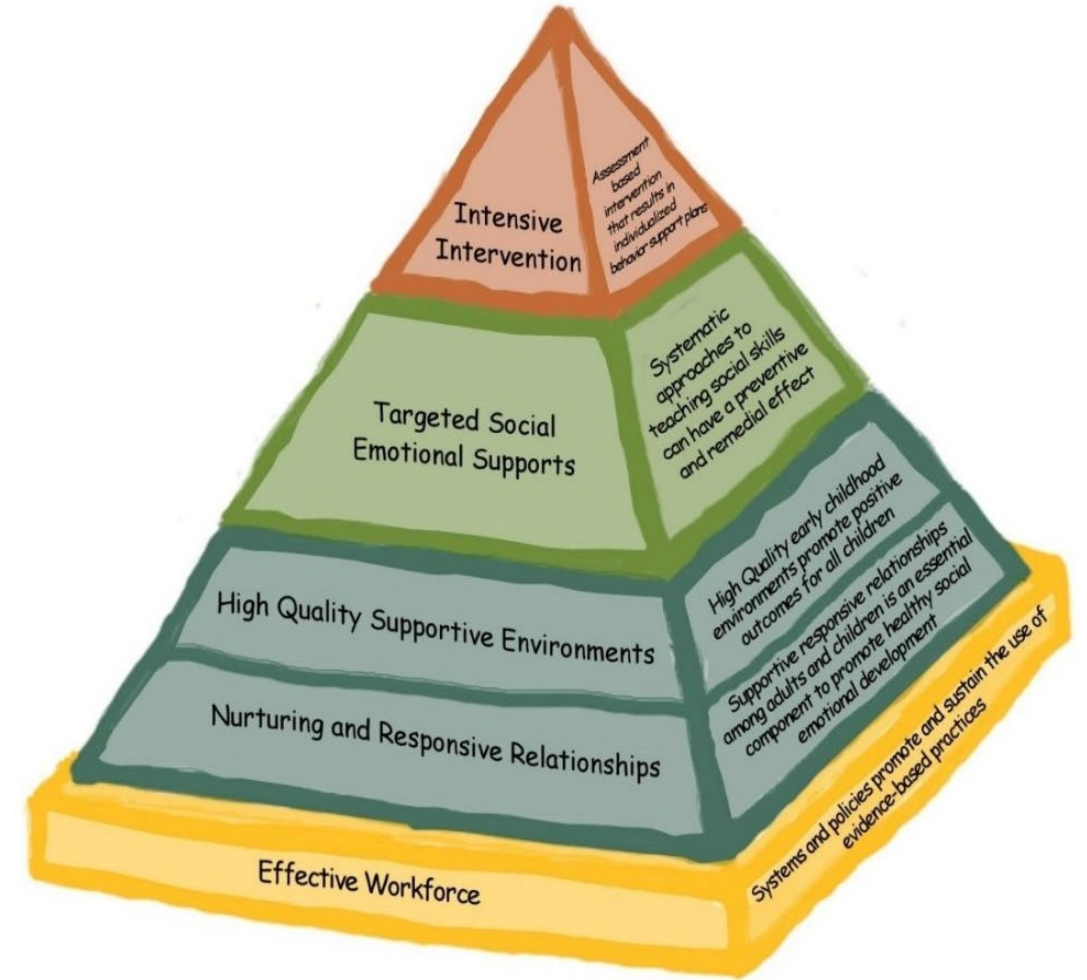 Intensive
Intervention
Assessment
based
intervention
that results in
individualized
behavior support plans
Targeted Social
Emotional Supports
Systematic
approaches to
teaching social skills
can have a preventive
and remedial effect
High Quality Supportive Environments
High Quality early childhood
environments promote positive
outcomes for all children
Nurturing and Responsive Relationships
Supportive responsive relationships
among adults and children is an essential
component to promote healthy social
emotional development
Effective Workforce
Systems and policies promote and sustain the use of
evidence-based practices